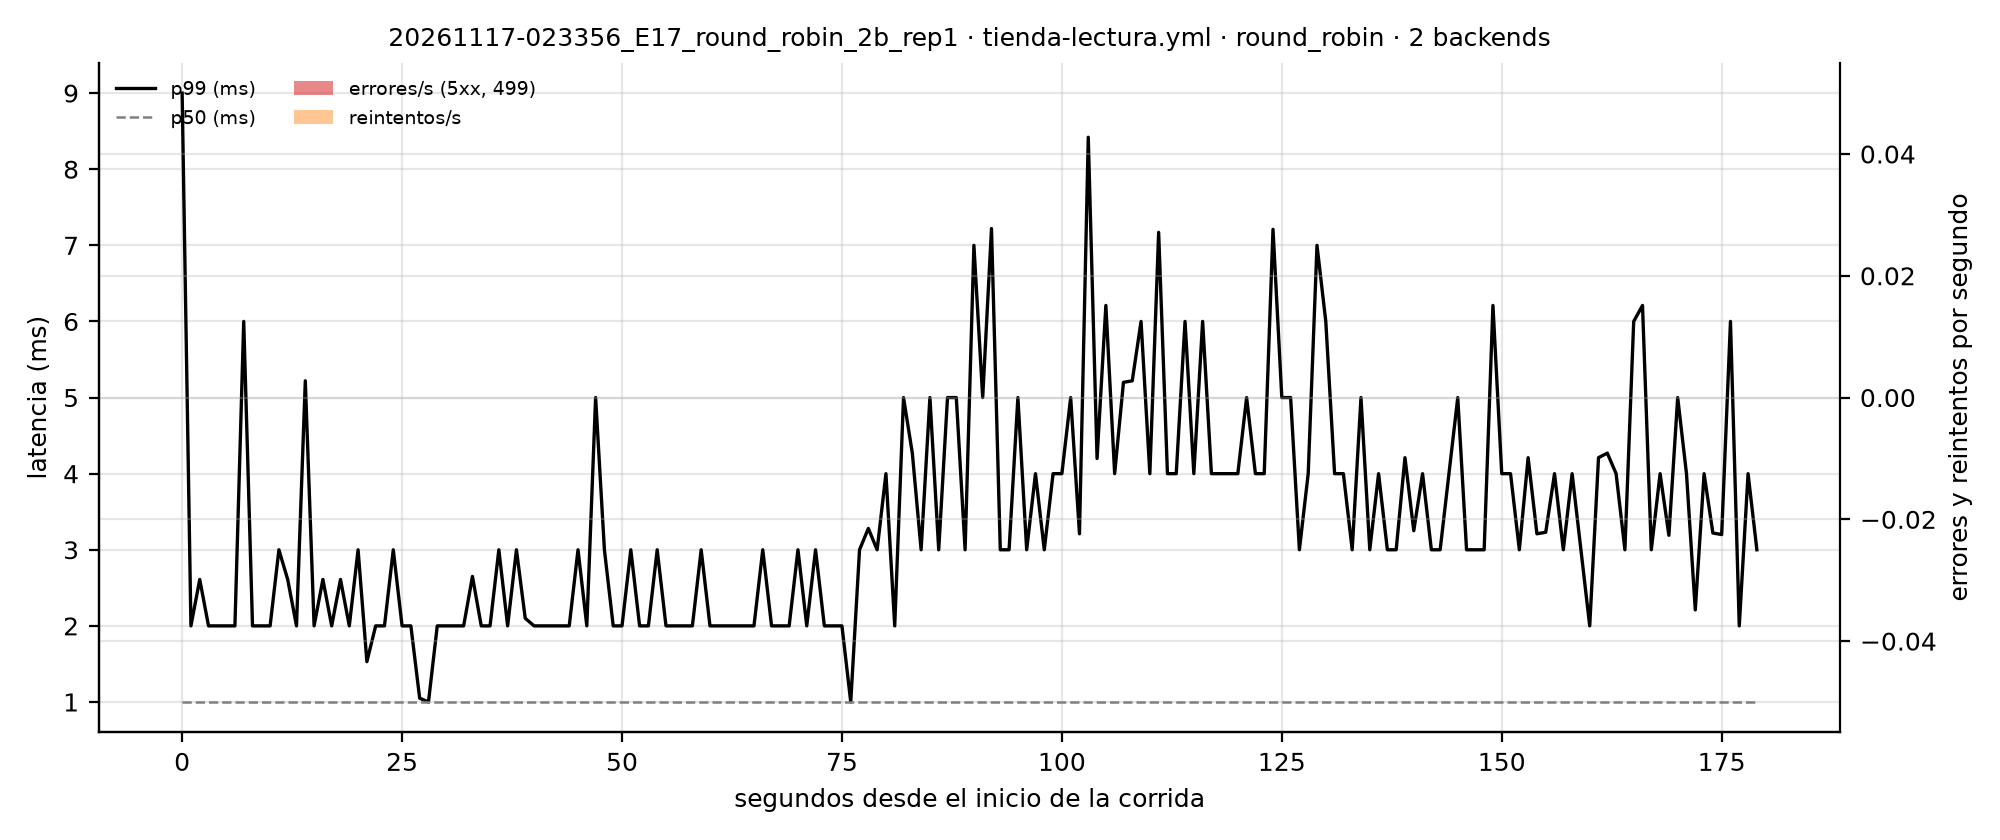 20261117-023356_E17_round_robin_2b_rep1 · tienda-lectura.yml · round_robin · 2 backends
p99 (ms)
p50 (ms)
errores/s (5xx, 499)
reintentos/s
latencia (ms)
9
8
7
6
5
4
3
2
1
0.04
0.02
0.00
−0.02
−0.04
errores y reintentos por segundo
0 25 50 75 100 125 150 175
segundos desde el inicio de la corrida